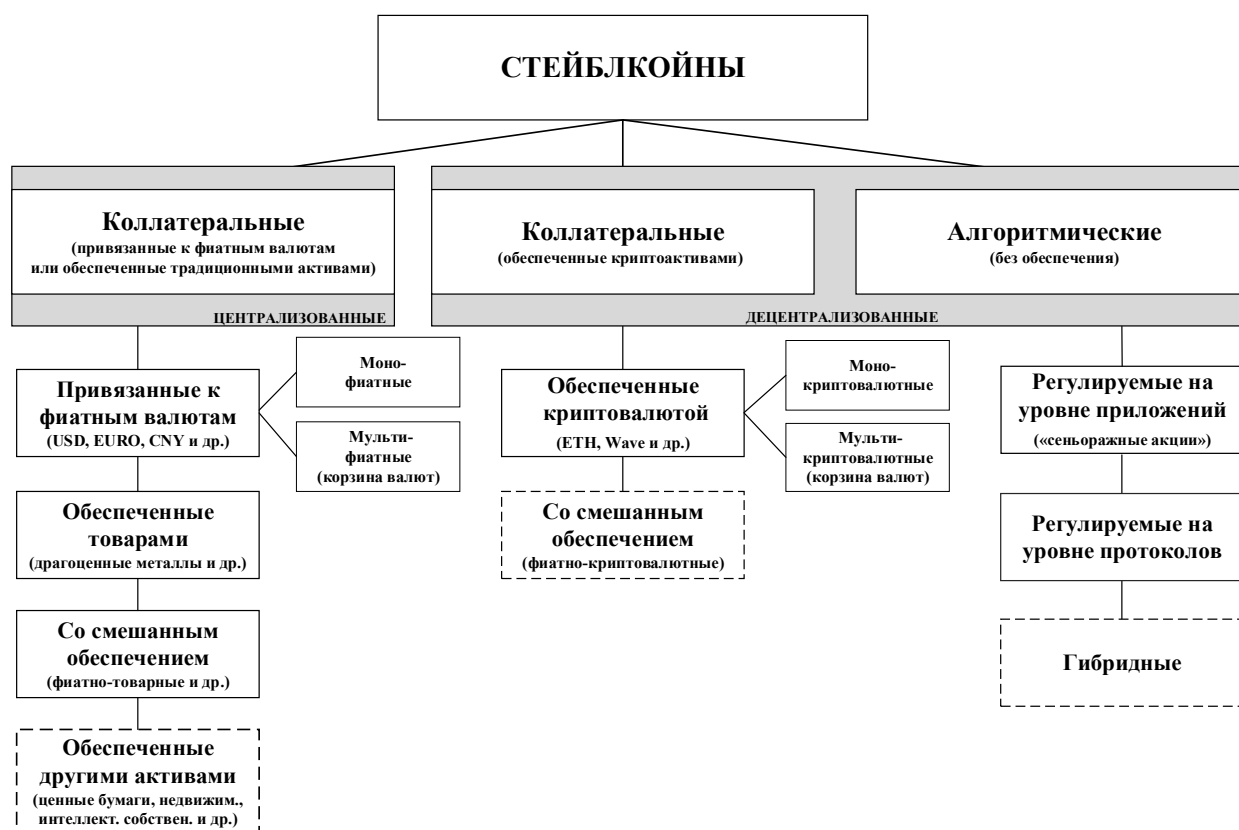 СТЕЙБЛКОЙНЫ
Коллатеральные
(привязанные к фиатным валютам
или обеспеченные традиционными активами)
ЦЕНТРАЛИЗОВАННЫЕ
Коллатеральные
(обеспеченные криптоактивами)
Алгоритмические
(без обеспечения)
ДЕЦЕНТРАЛИЗОВАННЫЕ
Привязанные к
фиатным валютам
(USD, EURO, CNY и др.)
Моно-
фиатные
Мульти-
фиатные
(корзина валют)
Обеспеченные
товарами
(драгоценные металлы и др.)
Со смешанным
обеспечением
(фиатно-товарные и др.)
Обеспеченные
другими активами
(ценные бумаги, недвижим.,
интеллект. собствен. и др.)
Обеспеченные
криптовалютой
(ETH, Wave и др.)
Моно-
криптовалютные
Мульти-
криптовалютные
(корзина валют)
Со смешанным
обеспечением
(фиатно-криптовалютные)
Регулируемые на
уровне приложений
(«сеньоражные акции»)
Регулируемые на
уровне протоколов
Гибридные